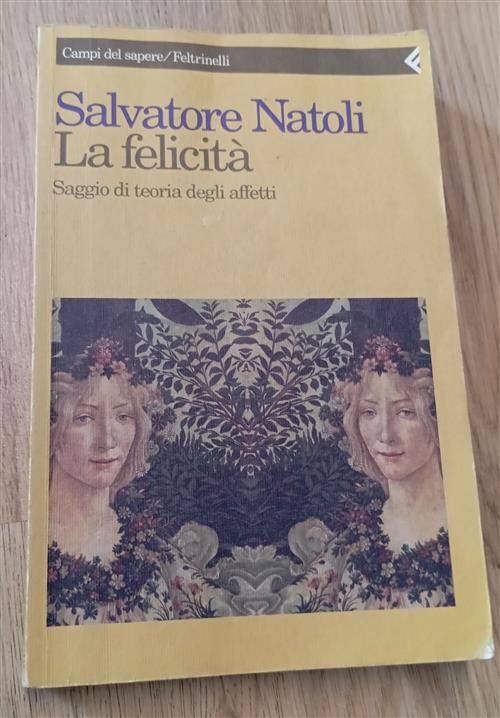 Campi del sapere/Feltrinelli
Salvatore Natoli
La felicità
Saggio di teoria degli affetti